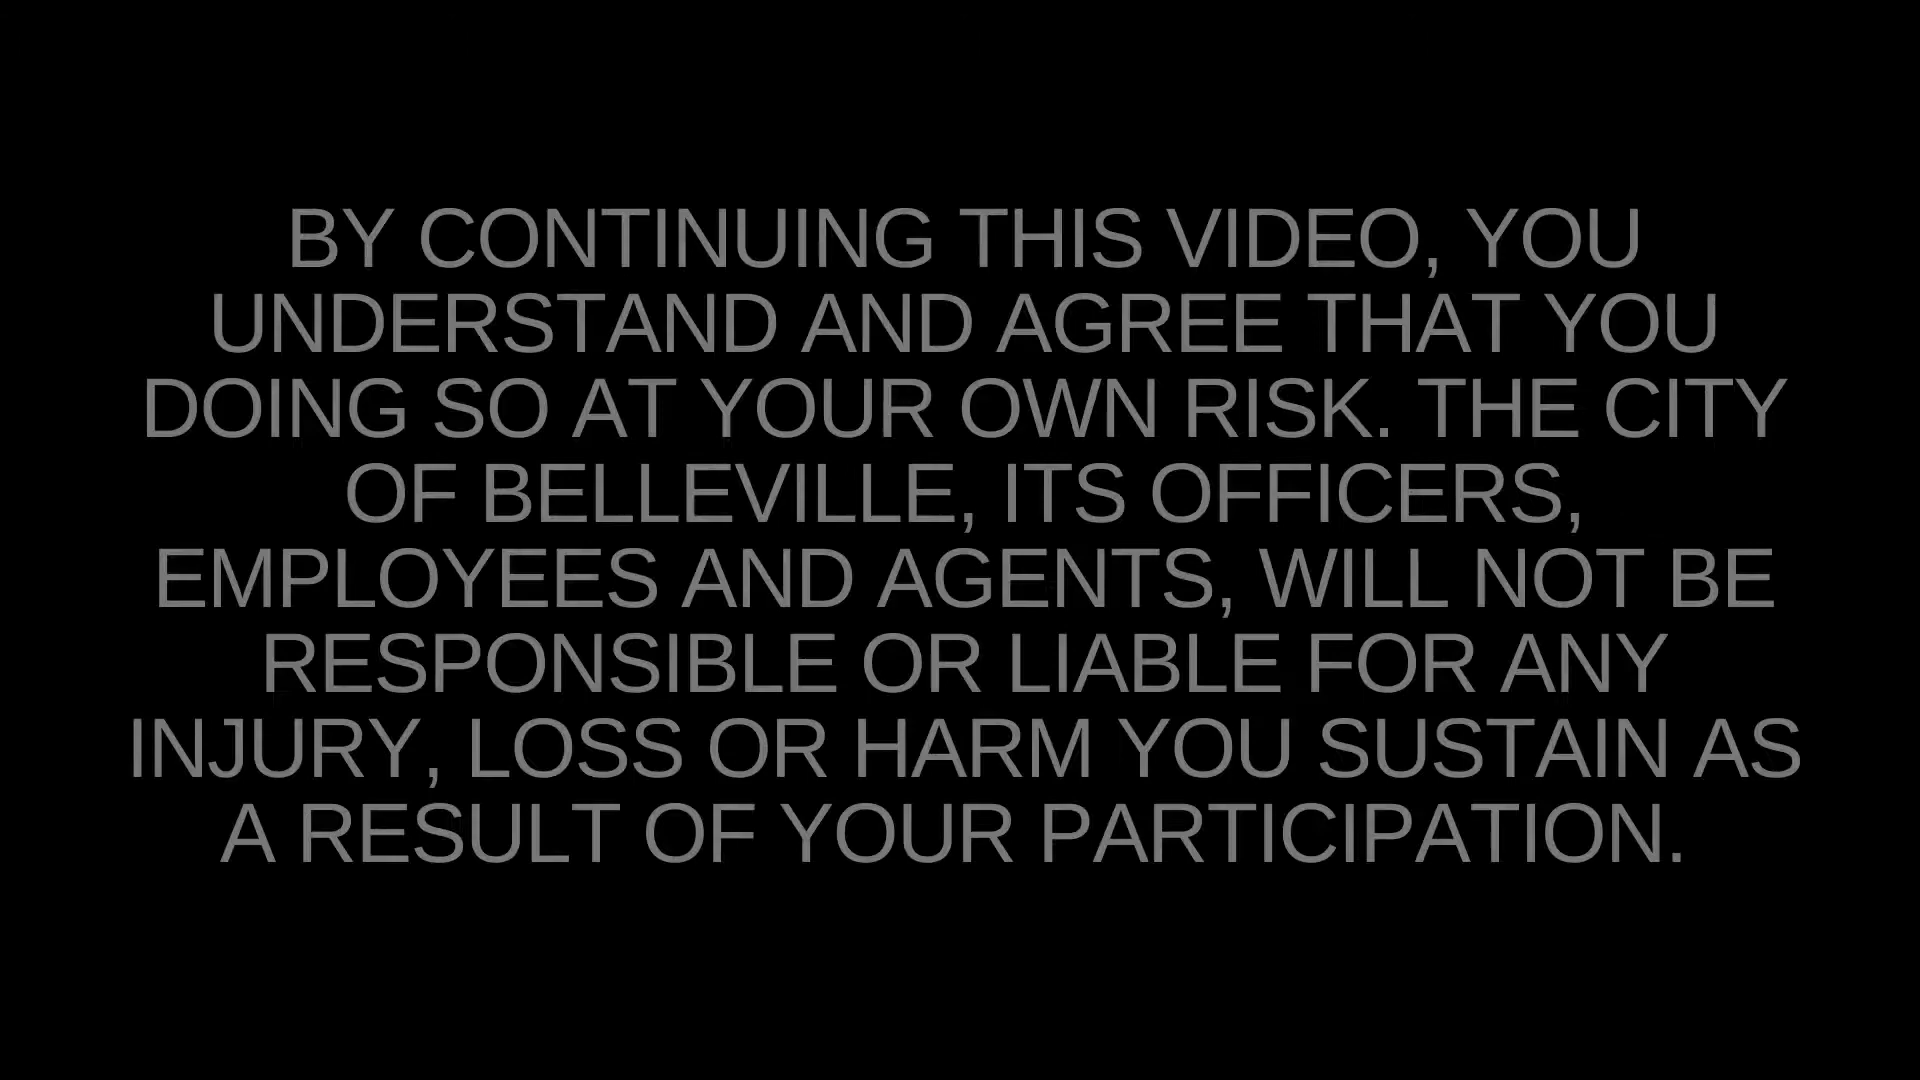 BY CONTINUING THIS VIDEO, YOU
UNDERSTAND AND AGREE THAT YOU
DOING SO AT YOUR OWN RISK. THE CITY
OF BELLEVILLE, ITS OFFICERS,
EMPLOYEES AND AGENTS, WILL NOT BE
RESPONSIBLE OR LIABLE FOR ANY
INJURY, LOSS OR HARM YOU SUSTAIN AS
A RESULT OF YOUR PARTICIPATION.